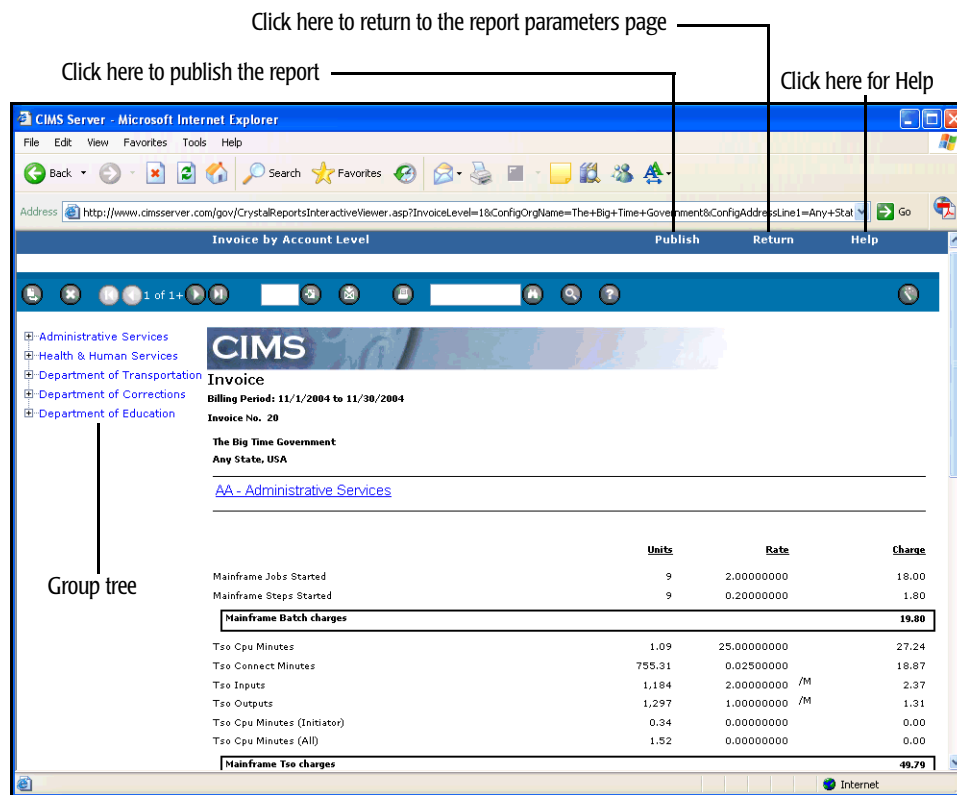 Click here to return to the report parameters page
Click here to publish the report
Click here for Help
CIMS Server - Microsoft Internet Explorer
File Edit View Favorites Tools Help
Back Search Favorites
Address http://www.cimsserver.com/gov/CrystalReportsInteractiveViewer.asp?InvoiceLevel=1&ConfigOrgName=The+Big+Time+Government&ConfigAddressLine1=Any+Stat Go
Invoice by Account Level Publish Return Help
1 of 1+
Administrative Services
Health & Human Services
Department of Transportation
Department of Corrections
Department of Education
Group tree
CIMS
Invoice
Billing Period: 11/1/2004 to 11/30/2004
Invoice No. 20
The Big Time Government
Any State, USA
AA - Administrative Services
Units Rate Charge
Mainframe Jobs Started 9 2.00000000 18.00
Mainframe Steps Started 9 0.20000000 1.80
Mainframe Batch charges 19.80
Tso Cpu Minutes 1.09 25.00000000 27.24
Tso Connect Minutes 755.31 0.02500000 18.87
Tso Inputs 1,184 2.00000000 /M 2.37
Tso Outputs 1,297 1.00000000 /M 1.31
Tso Cpu Minutes (Initiator) 0.34 0.00000000 0.00
Tso Cpu Minutes (All) 1.52 0.00000000 0.00
Mainframe Tso charges 49.79
Internet